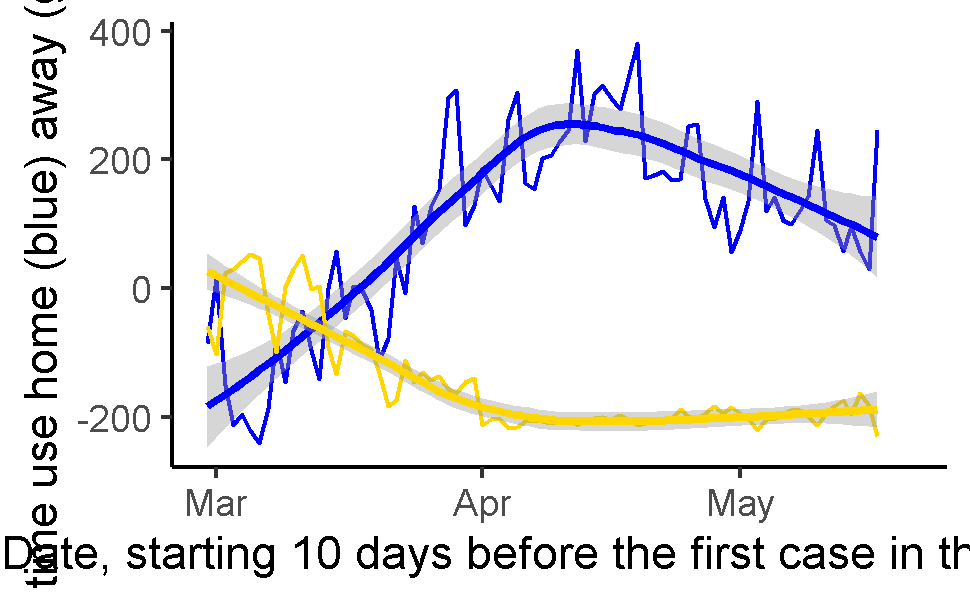 time use home (blue) away (
400
200
0
-200
Mar Apr May
Date, starting 10 days before the first case in th